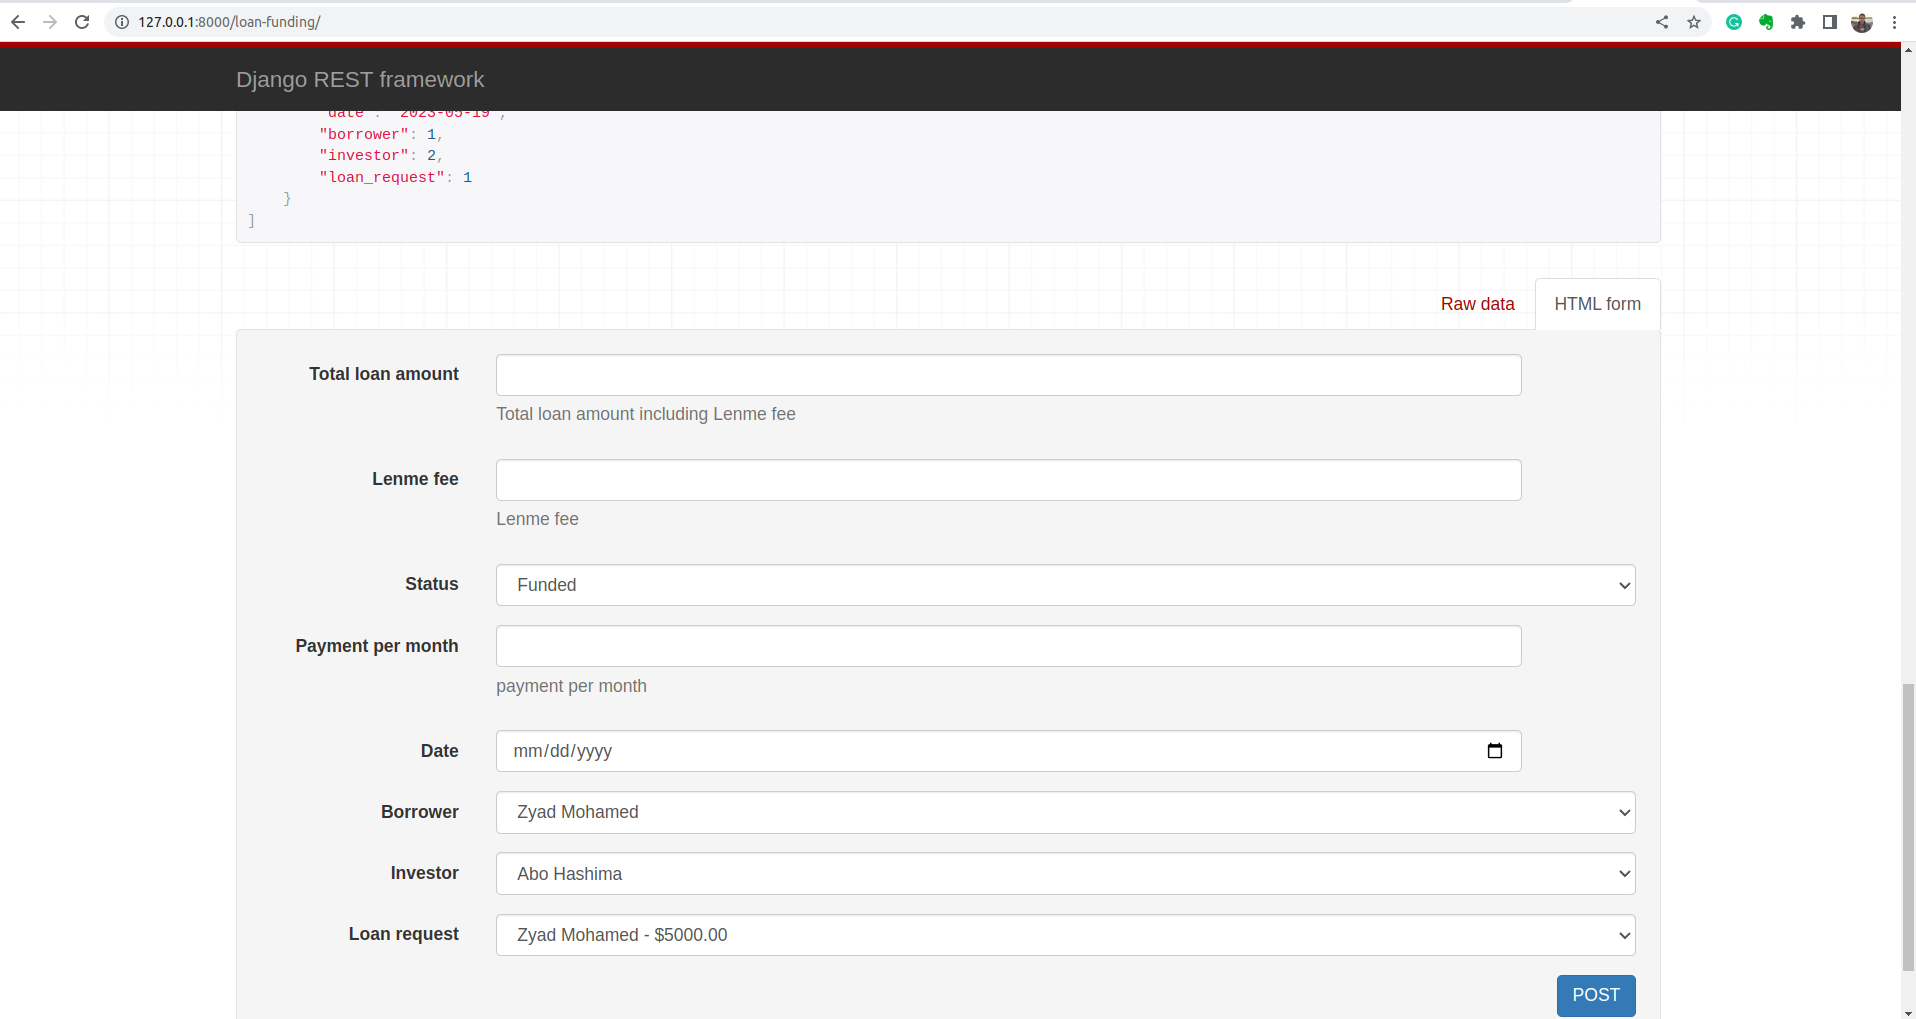 127.0.0.1:8000/loan-funding/
Django REST framework
"date": "2023-05-19",
"borrower": 1,
"investor": 2,
"loan_request": 1
}
]
Raw data HTML form
Total loan amount
Total loan amount including Lenme fee
Lenme fee
Lenme fee
Status Funded
Payment per month
payment per month
Date mm/dd/yyyy
Borrower Zyad Mohamed
Investor Abo Hashima
Loan request Zyad Mohamed - $5000.00
POST